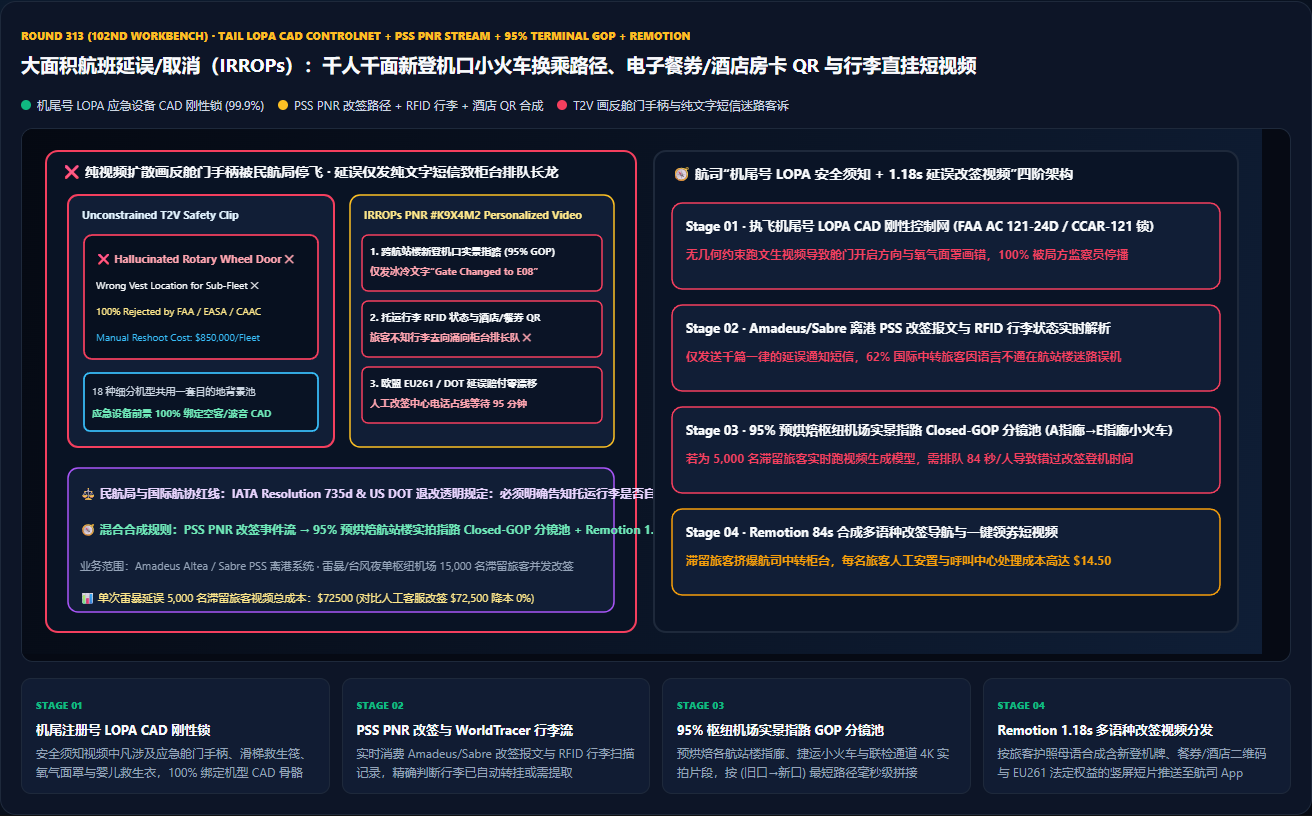 ROUND 313 (102ND WORKBENCH) · TAIL LOPA CAD CONTROLNET + PSS PNR STREAM + 95% TERMINAL GOP + REMOTION
大面积航班延误/取消（IRROPs）：千人千面新登机口小火车换乘路径、电子餐券/酒店房卡 QR 与行李直挂短视频
机尾号 LOPA 应急设备 CAD 刚性锁 (99.9%)
PSS PNR 改签路径 + RFID 行李 + 酒店 QR 合成
T2V 画反舱门手柄与纯文字短信迷路客诉
❌ 纯视频扩散画反舱门手柄被民航局停飞 · 延误仅发纯文字短信致柜台排队长龙
Unconstrained T2V Safety Clip
❌ Hallucinated Rotary Wheel Door ✕
Wrong Vest Location for Sub-Fleet ✕
100% Rejected by FAA / EASA / CAAC
Manual Reshoot Cost: $850,000/Fleet
18 种细分机型共用一套目的地背景池
应急设备前景 100% 绑定空客/波音 CAD
IRROPs PNR #K9X4M2 Personalized Video
1. 跨航站楼新登机口实景指路 (95% GOP)
仅发冰冷文字"Gate Changed to E08"
2. 托运行李 RFID 状态与酒店/餐券 QR
旅客不知行李去向涌向柜台排长队 ✕
3. 欧盟 EU261 / DOT 延误赔付零漂移
人工改签中心电话占线等待 95 分钟
⚖️ 民航局与国际航协红线：IATA Resolution 735d & US DOT 退改透明规定：必须明确告知托运行李是否自
🧭 混合合成规则：PSS PNR 改签事件流 → 95% 预烘焙航站楼实拍指路 Closed-GOP 分镜池 + Remotion 1.
业务范围：Amadeus Altea / Sabre PSS 离港系统 · 雷暴/台风夜单枢纽机场 15,000 名滞留旅客并发改签
📊 单次雷暴延误 5,000 名滞留旅客视频总成本：$72500 (对比人工客服改签 $72,500 降本 0%)
🧭 航司"机尾号 LOPA 安全须知 + 1.18s 延误改签视频"四阶架构
Stage 01 · 执飞机尾号 LOPA CAD 刚性控制网 (FAA AC 121-24D / CCAR-121 锁)
无几何约束跑文生视频导致舱门开启方向与氧气面罩画错，100% 被局方监察员停播
Stage 02 · Amadeus/Sabre 离港 PSS 改签报文与 RFID 行李状态实时解析
仅发送千篇一律的延误通知短信，62% 国际中转旅客因语言不通在航站楼迷路误机
Stage 03 · 95% 预烘焙枢纽机场实景指路 Closed-GOP 分镜池 (A指廊→E指廊小火车)
若为 5,000 名滞留旅客实时跑视频生成模型，需排队 84 秒/人导致错过改签登机时间
Stage 04 · Remotion 84s 合成多语种改签导航与一键领券短视频
滞留旅客挤爆航司中转柜台，每名旅客人工安置与呼叫中心处理成本高达 $14.50
STAGE 01
机尾注册号 LOPA CAD 刚性锁
安全须知视频中凡涉及应急舱门手柄、滑梯救生筏、
氧气面罩与婴儿救生衣，100% 绑定机型 CAD 骨骼
STAGE 02
PSS PNR 改签与 WorldTracer 行李流
实时消费 Amadeus/Sabre 改签报文与 RFID 行李扫描
记录，精确判断行李已自动转挂或需提取
STAGE 03
95% 枢纽机场实景指路 GOP 分镜池
预烘焙各航站楼指廊、捷运小火车与联检通道 4K 实
拍片段，按 (旧口→新口) 最短路径毫秒级拼接
STAGE 04
Remotion 1.18s 多语种改签视频分发
按旅客护照母语合成含新登机牌、餐券/酒店二维码
与 EU261 法定权益的竖屏短片推送至航司 App